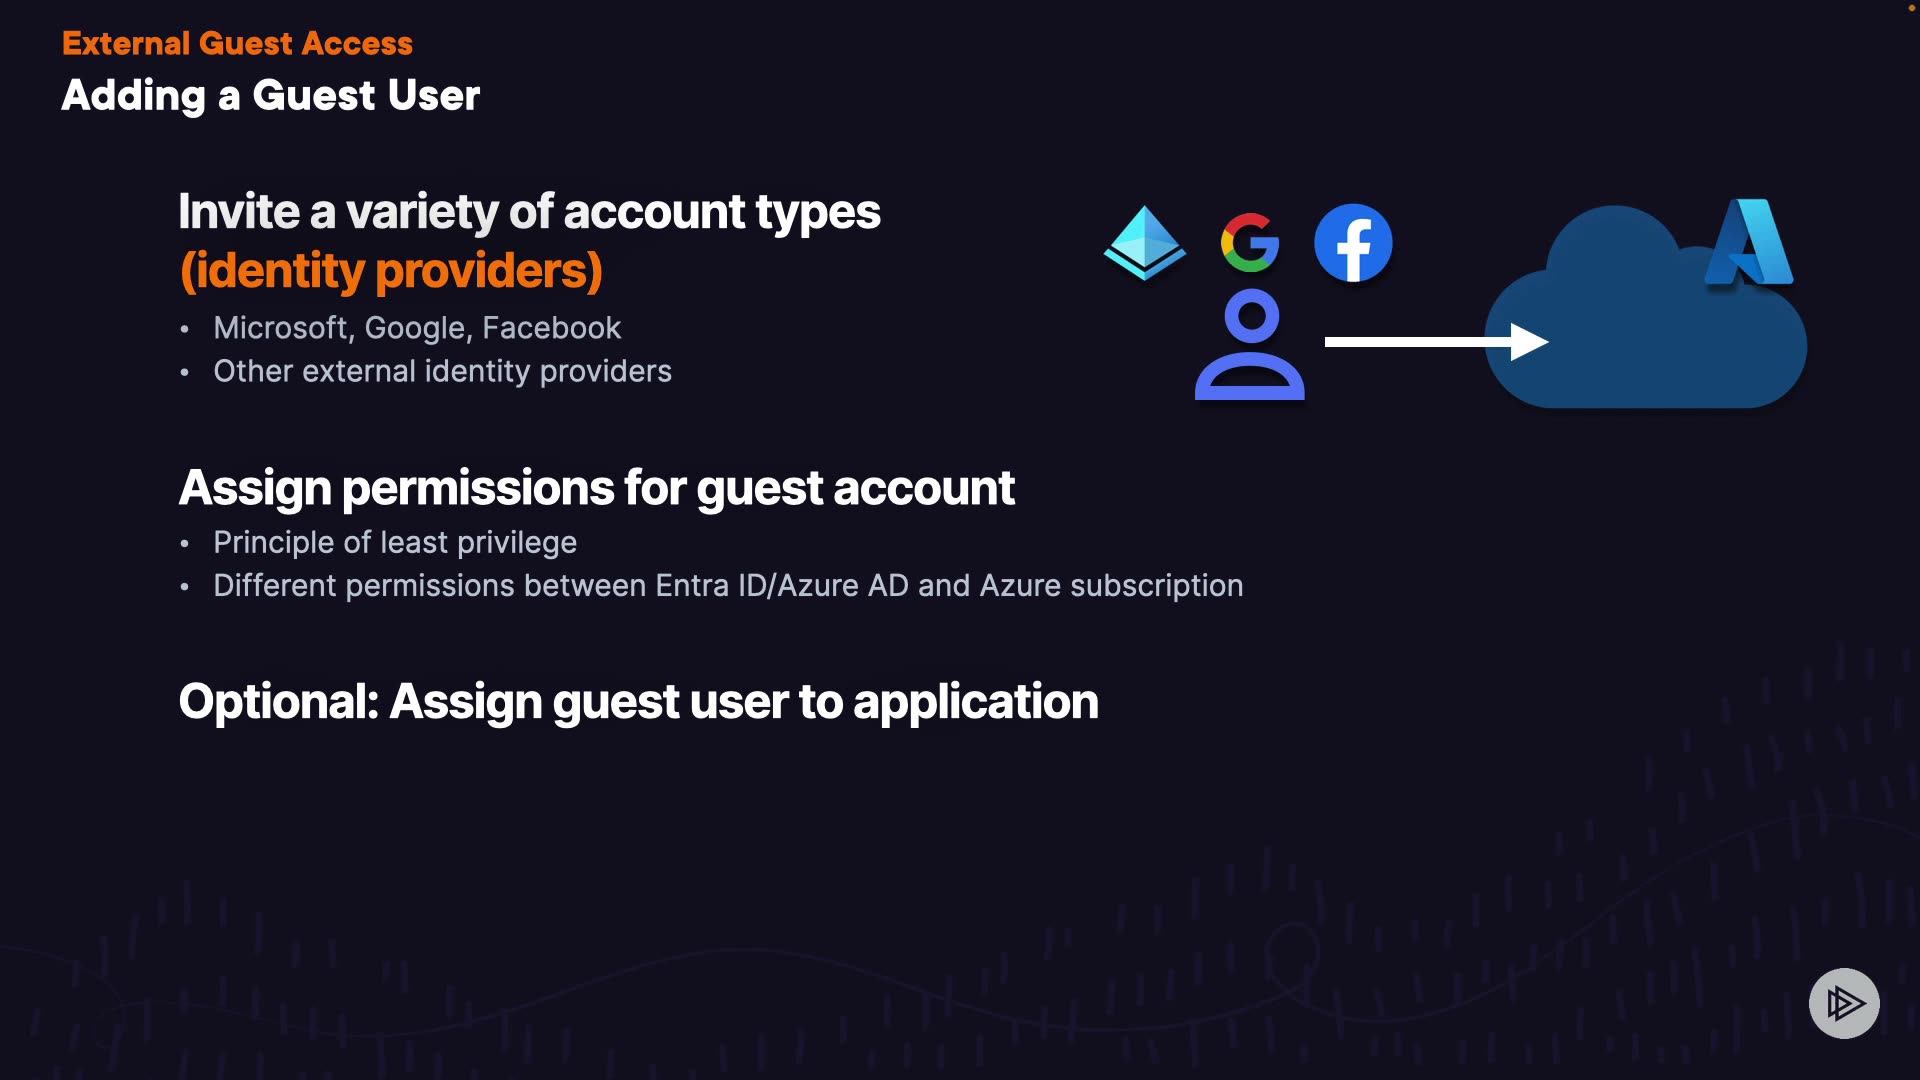 External Guest Access
Adding a Guest User
Invite a variety of account types
(identity providers)
• Microsoft, Google, Facebook
• Other external identity providers
Assign permissions for guest account
• Principle of least privilege
• Different permissions between Entra ID/Azure AD and Azure subscription
Optional: Assign guest user to application